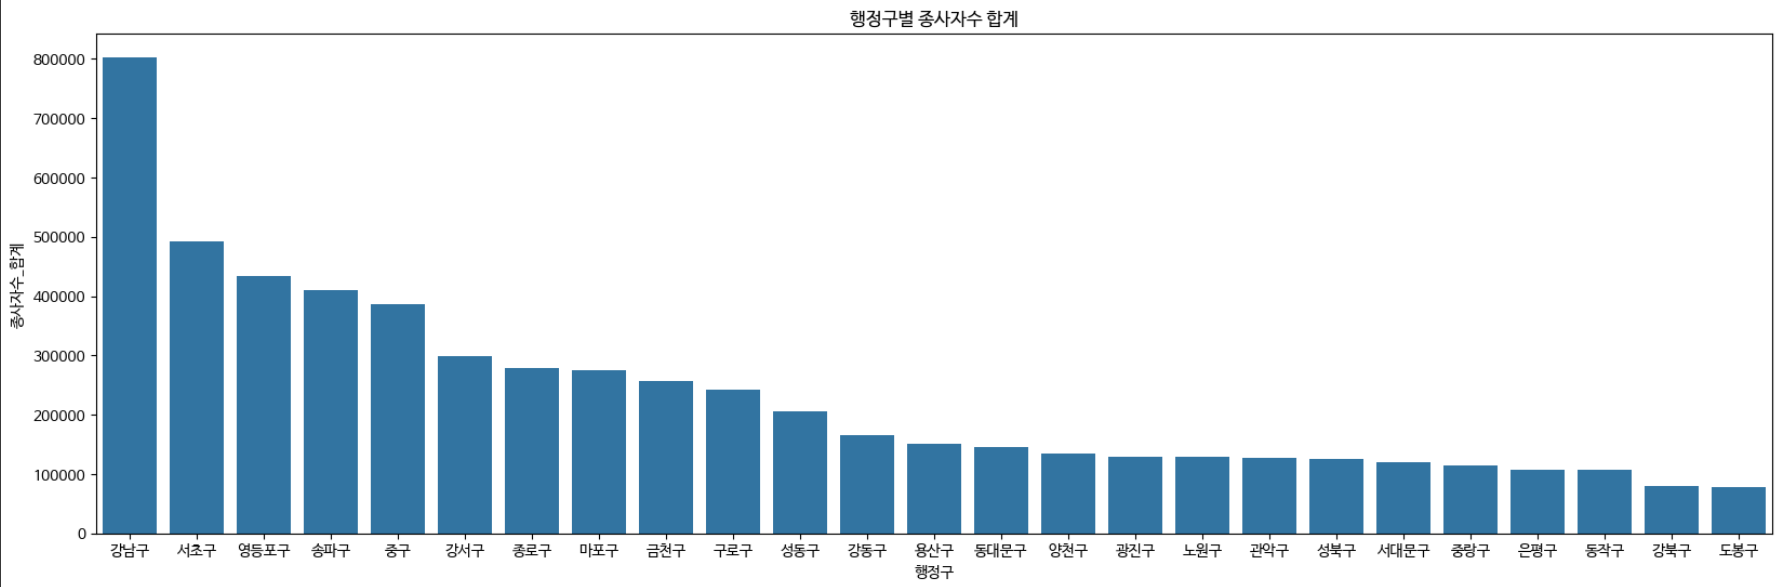 행정구별 종사자수 합계
종사자수_합계
800000
700000
600000
500000
400000
300000
200000
100000
0
강남구 서초구 영등포구 송파구 중구 강서구 종로구 마포구 금천구 구로구 성동구 강동구 용산구 동대문구 양천구 광진구 노원구 관악구 성북구 서대문구 중랑구 은평구 동작구 강북구 도봉구
행정구